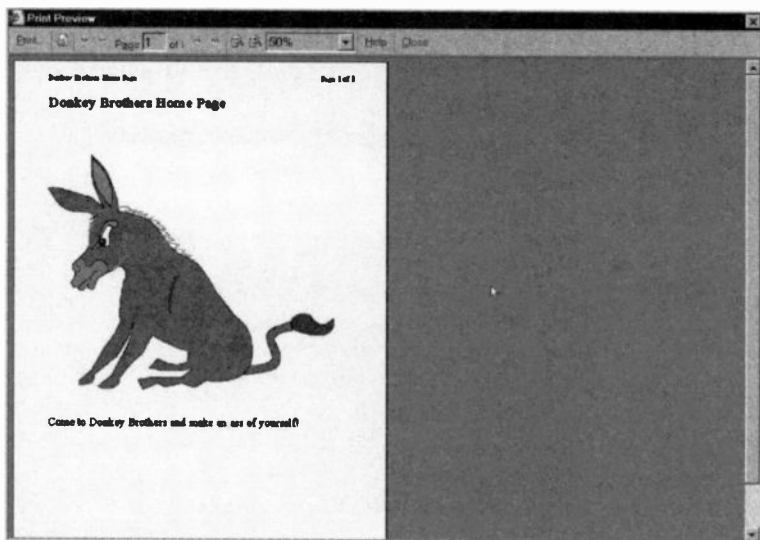 Print Preview
Print... Page 1 of 1 50% Help Close
Donkey Brothers Home Page Page 1 of
Donkey Brothers Home Page
Come to Donkey Brothers and make an ass of yourself!